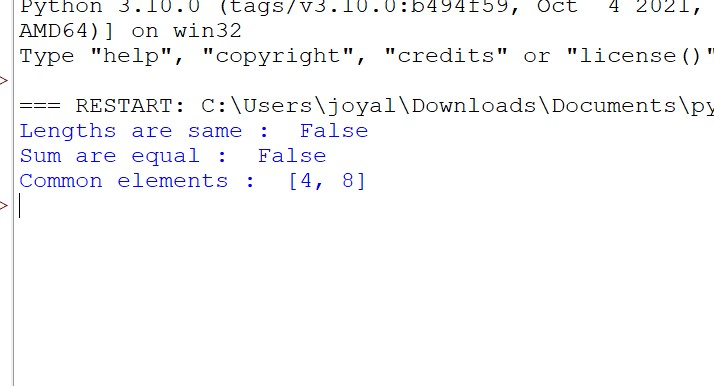 Python 3.10.0 (tags/v3.10.0:b494f59, Oct  4 2021,
AMD64)] on win32
Type "help", "copyright", "credits" or "license()"
>
=== RESTART: C:\Users\joyal\Downloads\Documents\py
Lengths are same :  False
Sum are equal :  False
Common elements :  [4, 8]
>